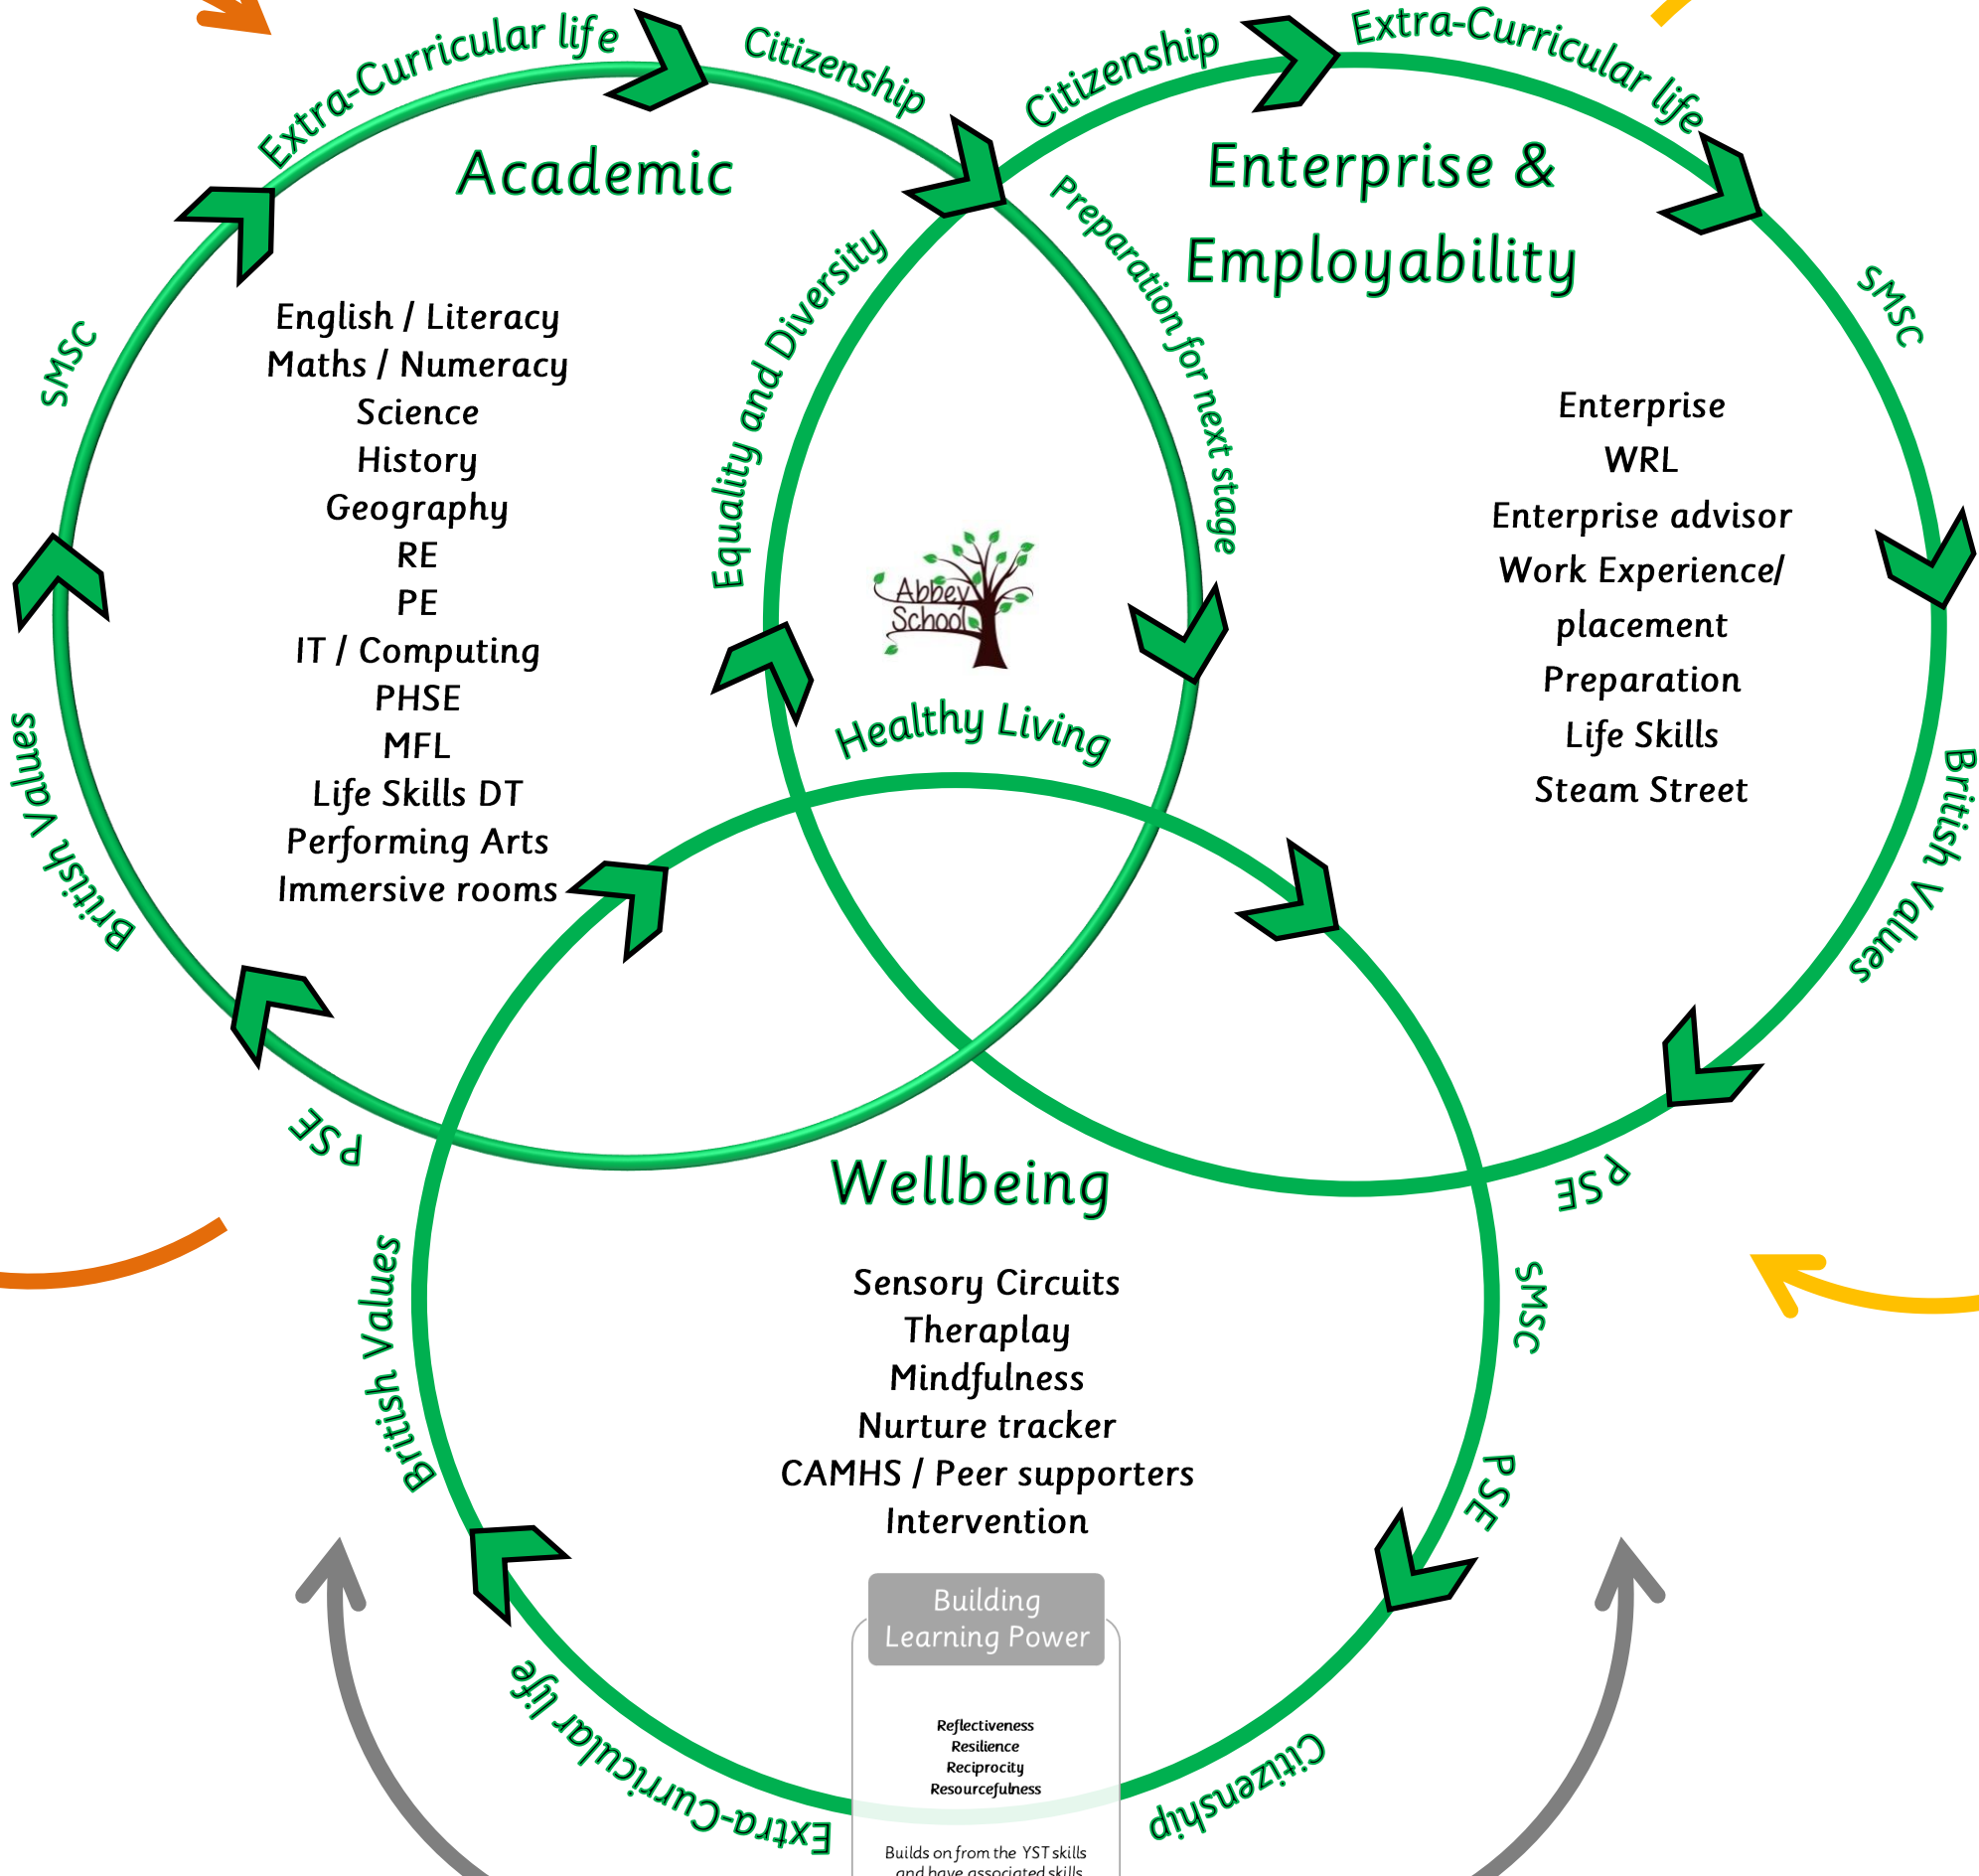 Extra-Curricular life
Citizenship
Citizenship
Extra-Curricular life
Academic
Enterprise &
Employability
SMSC
British Values
PSE
Equality and Diversity
Preparation for next stage
SMSC
British Values
PSE
English / Literacy
Maths / Numeracy
Science
History
Geography
RE
PE
IT / Computing
PHSE
MFL
Life Skills DT
Performing Arts
Immersive rooms
Enterprise
WRL
Enterprise advisor
Work Experience/
placement
Preparation
Life Skills
Steam Street
Abbey
School
Healthy Living
Wellbeing
Sensory Circuits
Theraplay
Mindfulness
Nurture tracker
CAMHS / Peer supporters
Intervention
British Values
SMSC
PSE
Extra-Curricular life
Citizenship
Building
Learning Power
Reflectiveness
Resilience
Reciprocity
Resourcefulness
Builds on from the YST skills
and have associated skills